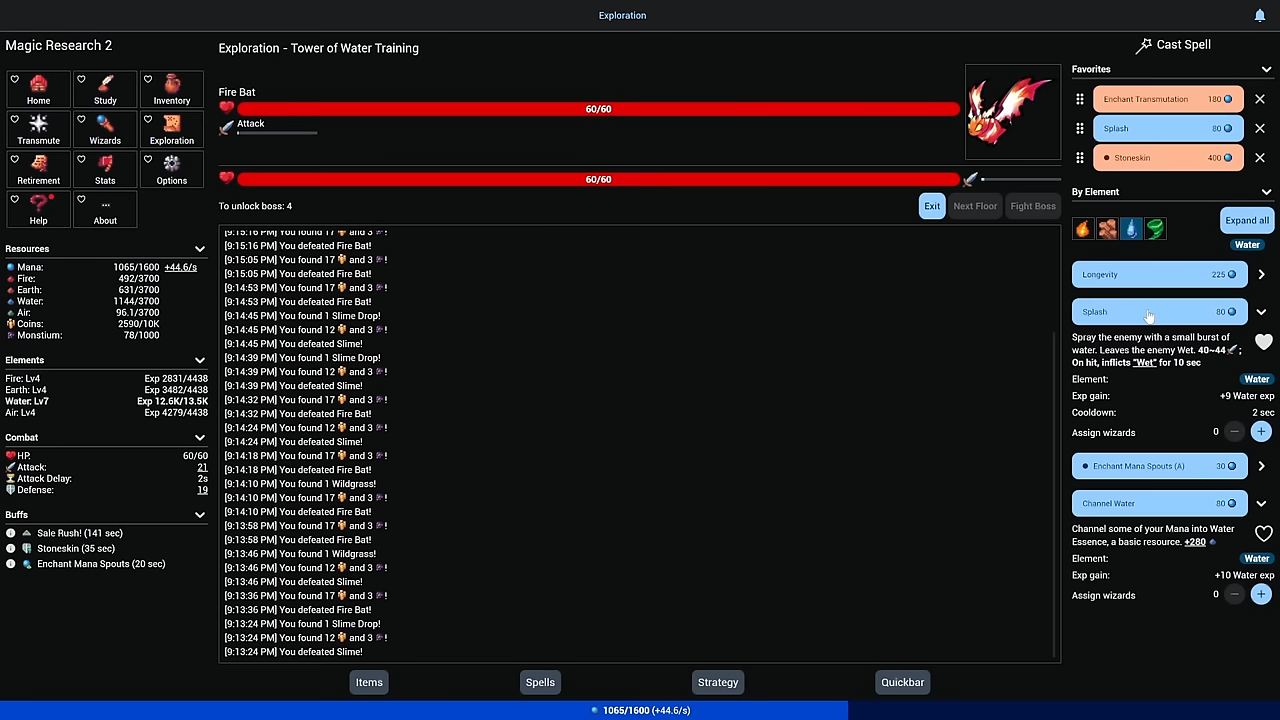 Exploration
Magic Research 2
Home
Study
Inventory
Transmute
Wizards
Exploration
Retirement
Stats
Options
Help
About
Resources
Mana: 1065/1600 +44.6/s
Fire: 492/3700
Earth: 631/3700
Water: 1144/3700
Air: 96.1/3700
Coins: 2590/10K
Monstium: 78/1000
Elements
Fire: Lv4 Exp 2831/4438
Earth: Lv4 Exp 3482/4438
Water: Lv7 Exp 12.6K/13.5K
Air: Lv4 Exp 4279/4438
Combat
HP: 60/60
Attack: 21
Attack Delay: 2s
Defense: 19
Buffs
Sale Rush! (141 sec)
Stoneskin (35 sec)
Enchant Mana Spouts (20 sec)
Exploration - Tower of Water Training
Fire Bat
60/60
Attack
60/60
To unlock boss: 4
Exit
Next Floor
Fight Boss
[9:15:16 PM] You found 17 and 3 !
[9:15:16 PM] You defeated Fire Bat!
[9:15:05 PM] You found 17 and 3 !
[9:15:05 PM] You defeated Fire Bat!
[9:14:53 PM] You found 17 and 3 !
[9:14:53 PM] You defeated Fire Bat!
[9:14:45 PM] You found 1 Slime Drop!
[9:14:45 PM] You found 12 and 3 !
[9:14:45 PM] You defeated Slime!
[9:14:39 PM] You found 1 Slime Drop!
[9:14:39 PM] You found 12 and 3 !
[9:14:39 PM] You defeated Slime!
[9:14:32 PM] You found 17 and 3 !
[9:14:32 PM] You defeated Fire Bat!
[9:14:24 PM] You found 12 and 3 !
[9:14:24 PM] You defeated Slime!
[9:14:18 PM] You found 17 and 3 !
[9:14:18 PM] You defeated Fire Bat!
[9:14:10 PM] You found 1 Wildgrass!
[9:14:10 PM] You found 17 and 3 !
[9:14:10 PM] You defeated Fire Bat!
[9:13:58 PM] You found 17 and 3 !
[9:13:58 PM] You defeated Fire Bat!
[9:13:46 PM] You found 1 Wildgrass!
[9:13:46 PM] You found 12 and 3 !
[9:13:46 PM] You defeated Slime!
[9:13:36 PM] You found 17 and 3 !
[9:13:36 PM] You defeated Fire Bat!
[9:13:24 PM] You found 1 Slime Drop!
[9:13:24 PM] You found 12 and 3 !
[9:13:24 PM] You defeated Slime!
Items
Spells
Strategy
Quickbar
Cast Spell
Favorites
Enchant Transmutation 180
Splash 80
Stoneskin 400
By Element
Expand all
Water
Longevity 225
Splash 80
Spray the enemy with a small burst of
water. Leaves the enemy Wet. 40~44 ;
On hit, inflicts "Wet" for 10 sec
Element: Water
Exp gain: +9 Water exp
Cooldown: 2 sec
Assign wizards 0
Enchant Mana Spouts (A) 30
Channel Water 80
Channel some of your Mana into Water
Essence, a basic resource. +280
Element: Water
Exp gain: +10 Water exp
Assign wizards 0
1065/1600 (+44.6/s)